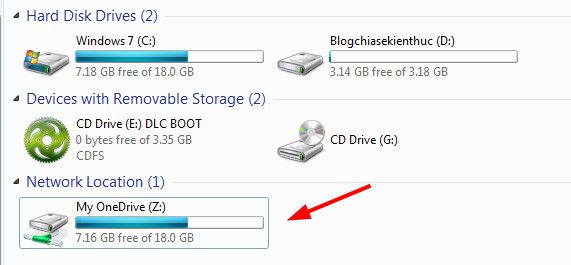 Hard Disk Drives (2)
Windows 7 (C:)
7.18 GB free of 18.0 GB
Blogchiasekienthuc (D:)
3.14 GB free of 3.18 GB
Devices with Removable Storage (2)
CD Drive (E:) DLC BOOT
0 bytes free of 3.35 GB
CDFS
CD Drive (G:)
Network Location (1)
My OneDrive (Z:)
7.16 GB free of 18.0 GB